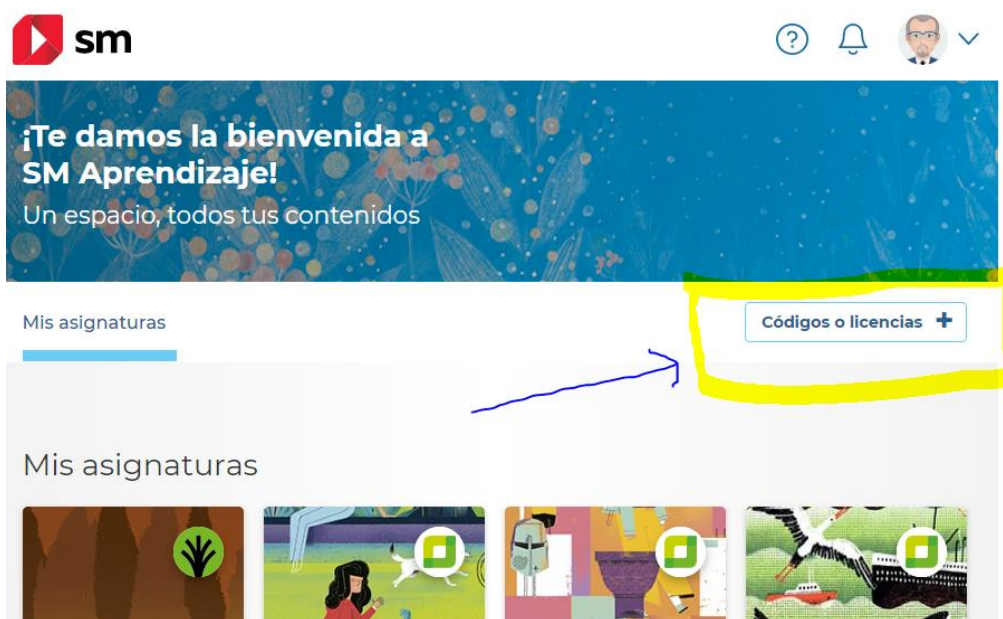 sm
¡Te damos la bienvenida a
SM Aprendizaje!
Un espacio, todos tus contenidos
Mis asignaturas
Códigos o licencias +
Mis asignaturas